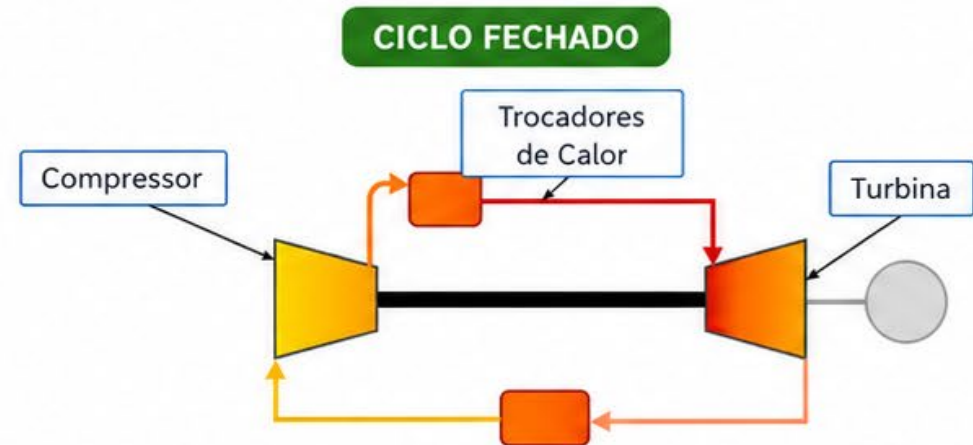 CICLO FECHADO
Trocadores
de Calor
Compressor
Turbina